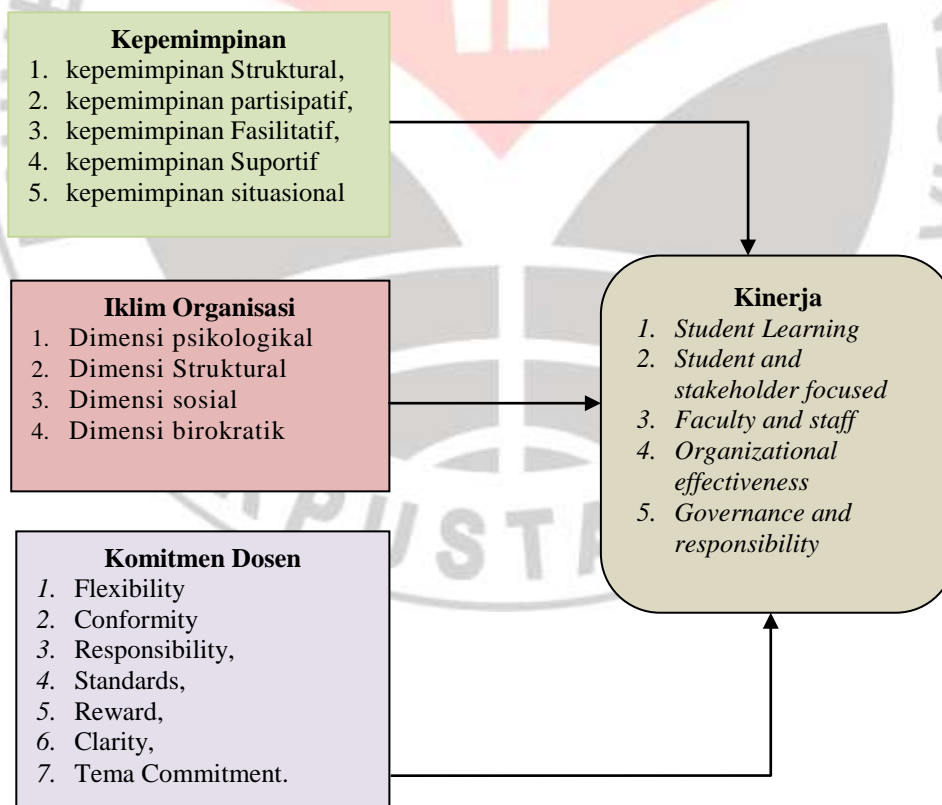 Kepemimpinan
1. kepemimpinan Struktural,
2. kepemimpinan partisipatif,
3. kepemimpinan Fasilitatif,
4. kepemimpinan Suportif
5. kepemimpinan situasional
Iklim Organisasi
1. Dimensi psikologikal
2. Dimensi Struktural
3. Dimensi sosial
4. Dimensi birokratik
Komitmen Dosen
1. Flexibility
2. Conformity
3. Responsibility,
4. Standards,
5. Reward,
6. Clarity,
7. Tema Commitment.
Kinerja
1. Student Learning
2. Student and
stakeholder focused
3. Faculty and staff
4. Organizational
effectiveness
5. Governance and
responsibility